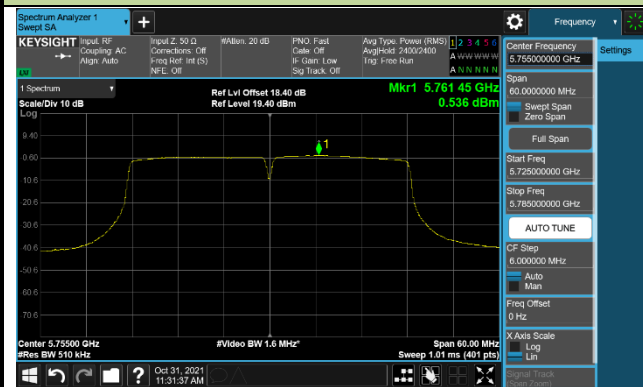 Spectrum Analyzer 1
Swept SA
Frequency
KEYSIGHT
Input: RF
Coupling: AC
Align: Auto
Input Z: 50 Ω
Corrections: Off
Freq Ref: Int (S)
NFE: Off
#Atten: 20 dB
PNO: Fast
Gate: Off
IF Gain: Low
Sig Track: Off
Avg Type: Power (RMS)
Avg|Hold: 2400/2400
Trig: Free Run
1 2 3 4 5 6
A W W W W W
A N N N N N
LXI
1 Spectrum
Scale/Div 10 dB
Ref Lvl Offset 18.40 dB
Ref Level 19.40 dBm
Mkr1 5.761 45 GHz
0.536 dBm
Log
9.40
-0.60
1
-10.6
-20.6
-30.6
-40.6
-50.6
-60.6
-70.6
Center 5.75500 GHz
#Res BW 510 kHz
#Video BW 1.6 MHz*
Span 60.00 MHz
Sweep 1.01 ms (401 pts)
Center Frequency
5.755000000 GHz
Settings
Span
60.0000000 MHz
Swept Span
Zero Span
Full Span
Start Freq
5.725000000 GHz
Stop Freq
5.785000000 GHz
AUTO TUNE
CF Step
6.000000 MHz
Auto
Man
Freq Offset
0 Hz
X Axis Scale
Log
Lin
Signal Track
(Span Zoom)
?
Oct 31, 2021
11:31:37 AM